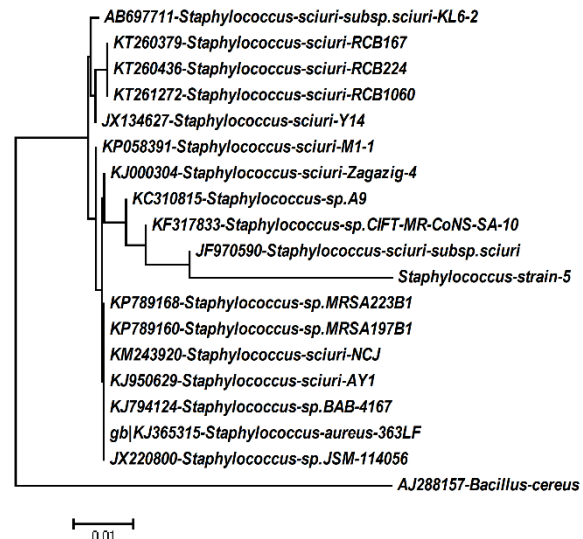 AB697711-Staphylococcus-sciuri-subsp.sciuri-KL6-2
KT260379-Staphylococcus-sciuri-RCB167
KT260436-Staphylococcus-sciuri-RCB224
KT261272-Staphylococcus-sciuri-RCB1060
JX134627-Staphylococcus-sciuri-Y14
KP058391-Staphylococcus-sciuri-M1-1
KJ000304-Staphylococcus-sciuri-Zagazig-4
KC310815-Staphylococcus-sp.A9
KF317833-Staphylococcus-sp.CIFT-MR-CoNS-SA-10
JF970590-Staphylococcus-sciuri-subsp.sciuri
Staphylococcus-strain-5
KP789168-Staphylococcus-sp.MRSA223B1
KP789160-Staphylococcus-sp.MRSA197B1
KM243920-Staphylococcus-sciuri-NCJ
KJ950629-Staphylococcus-sciuri-AY1
KJ794124-Staphylococcus-sp.BAB-4167
gb|KJ365315-Staphylococcus-aureus-363LF
JX220800-Staphylococcus-sp.JSM-114056
AJ288157-Bacillus-cereus
0.01